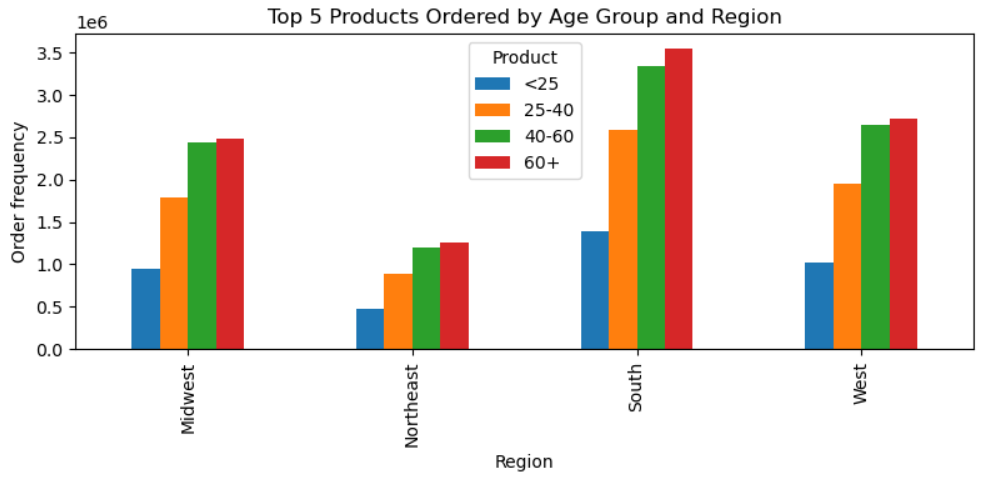 Top 5 Products Ordered by Age Group and Region
1e6
3.5
3.0
2.5
2.0
1.5
1.0
0.5
0.0
Order frequency
Product
<25
25-40
40-60
60+
Midwest
Northeast
South
West
Region